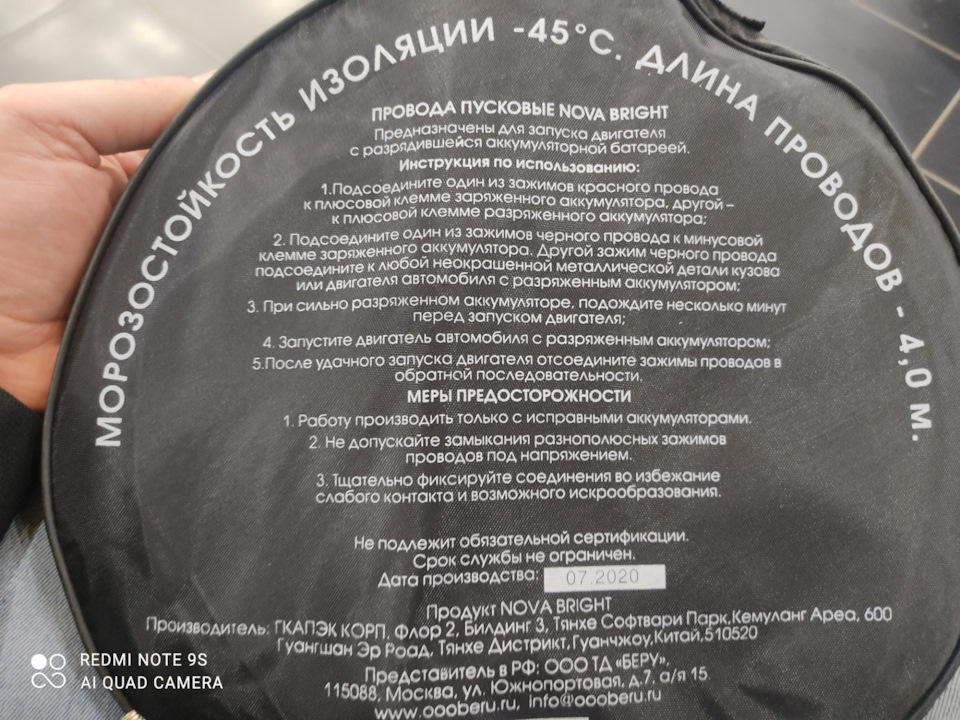 МОРОЗОСТОЙКОСТЬ ИЗОЛЯЦИИ -45°С. ДЛИНА ПРОВОДОВ - 4,0 м.
ПРОВОДА ПУСКОВЫЕ NOVA BRIGHT
Предназначены для запуска двигателя
с разрядившейся аккумуляторной батареей.
Инструкция по использованию:
1.Подсоедините один из зажимов красного провода
к плюсовой клемме заряженного аккумулятора, другой –
к плюсовой клемме разряженного аккумулятора;
2. Подсоедините один из зажимов черного провода к минусовой
клемме заряженного аккумулятора. Другой зажим черного провода
подсоедините к любой неокрашенной металлической детали кузова
или двигателя автомобиля с разряженным аккумулятором;
3. При сильно разряженном аккумуляторе, подождите несколько минут
перед запуском двигателя;
4. Запустите двигатель автомобиля с разряженным аккумулятором;
5.После удачного запуска двигателя отсоедините зажимы проводов в
обратной последовательности.
МЕРЫ ПРЕДОСТОРОЖНОСТИ
1. Работу производить только с исправными аккумуляторами.
2. Не допускайте замыкания разнополюсных зажимов
проводов под напряжением.
3. Тщательно фиксируйте соединения во избежание
слабого контакта и возможного искрообразования.
Не подлежит обязательной сертификации.
Срок службы не ограничен.
Дата производства: 07.2020
Продукт NOVA BRIGHT
Производитель: ГКАПЭК КОРП, Флор 2, Билдинг 3, Тянхе Софтвари Парк,Кемуланг Ареа, 600
Гуангшан Эр Роад, Тянхе Дистрикт,Гуанчжоу,Китай,510520
Представитель в РФ: ООО ТД «БЕРУ»,
115088, Москва, ул. Южнопортовая, д.7, а/я 15
www.oooberu.ru, info@oooberu.ru
REDMI NOTE 9S
AI QUAD CAMERA